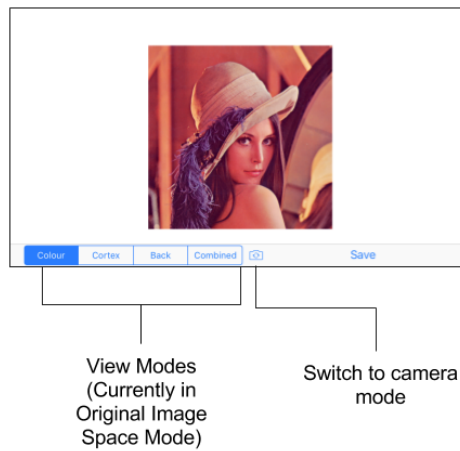 Colour Cortex Back Combined Save
View Modes
(Currently in
Original Image
Space Mode)
Switch to camera
mode